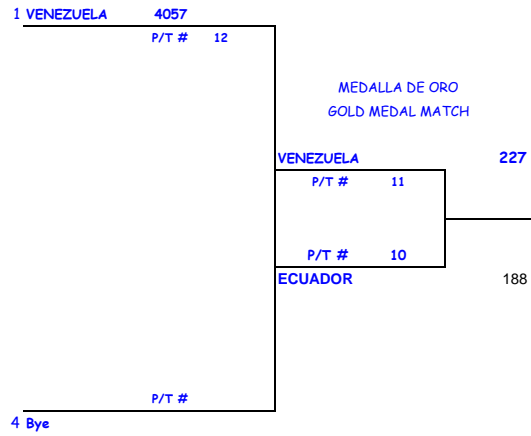 1 VENEZUELA 4057
P/T # 12
MEDALLA DE ORO
GOLD MEDAL MATCH
VENEZUELA 227
P/T # 11
P/T # 10
ECUADOR 188
P/T #
4 Bye